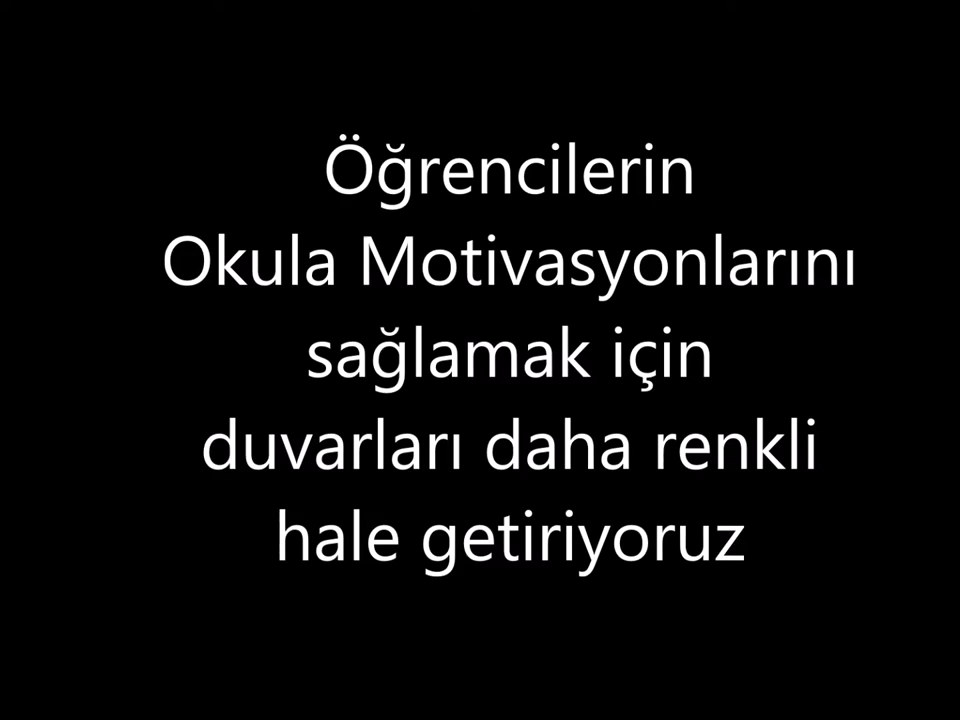 Öğrencilerin
Okula Motivasyonlarını
sağlamak için
duvarları daha renkli
hale getiriyoruz